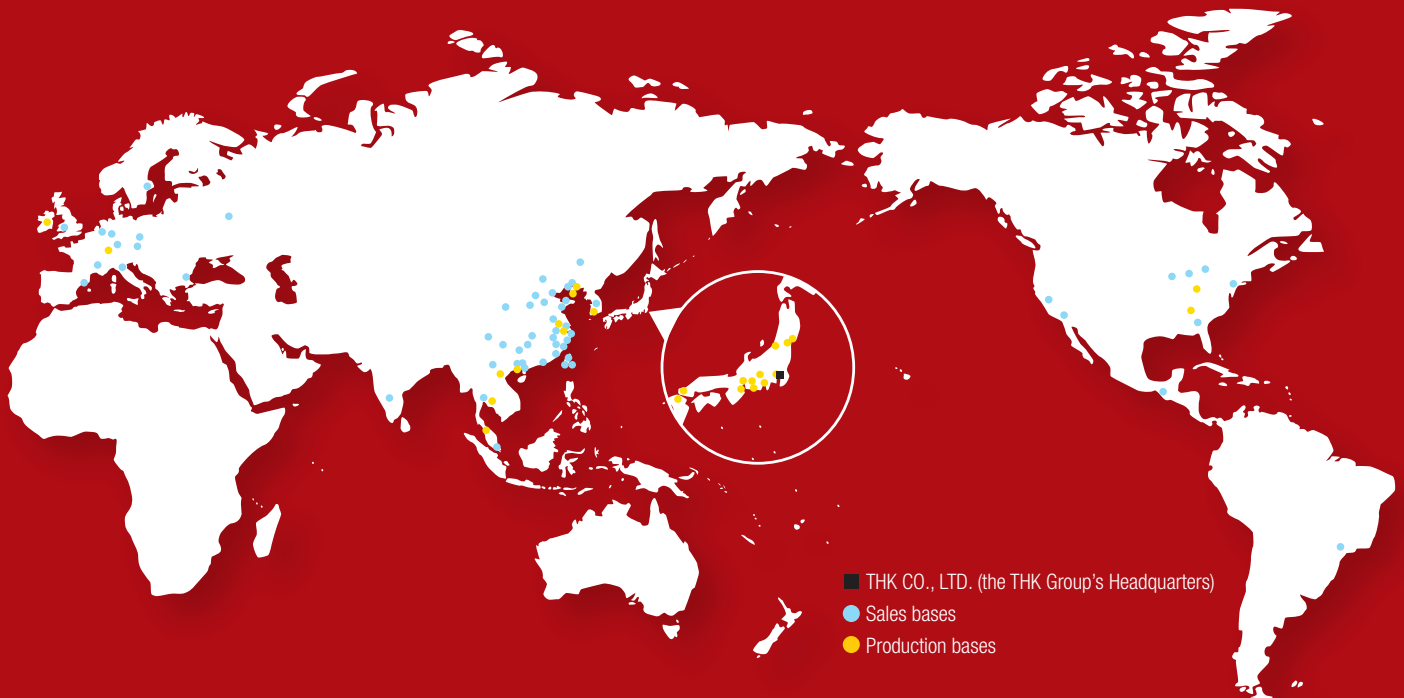 THK CO., LTD. (the THK Group's Headquarters)
Sales bases
Production bases